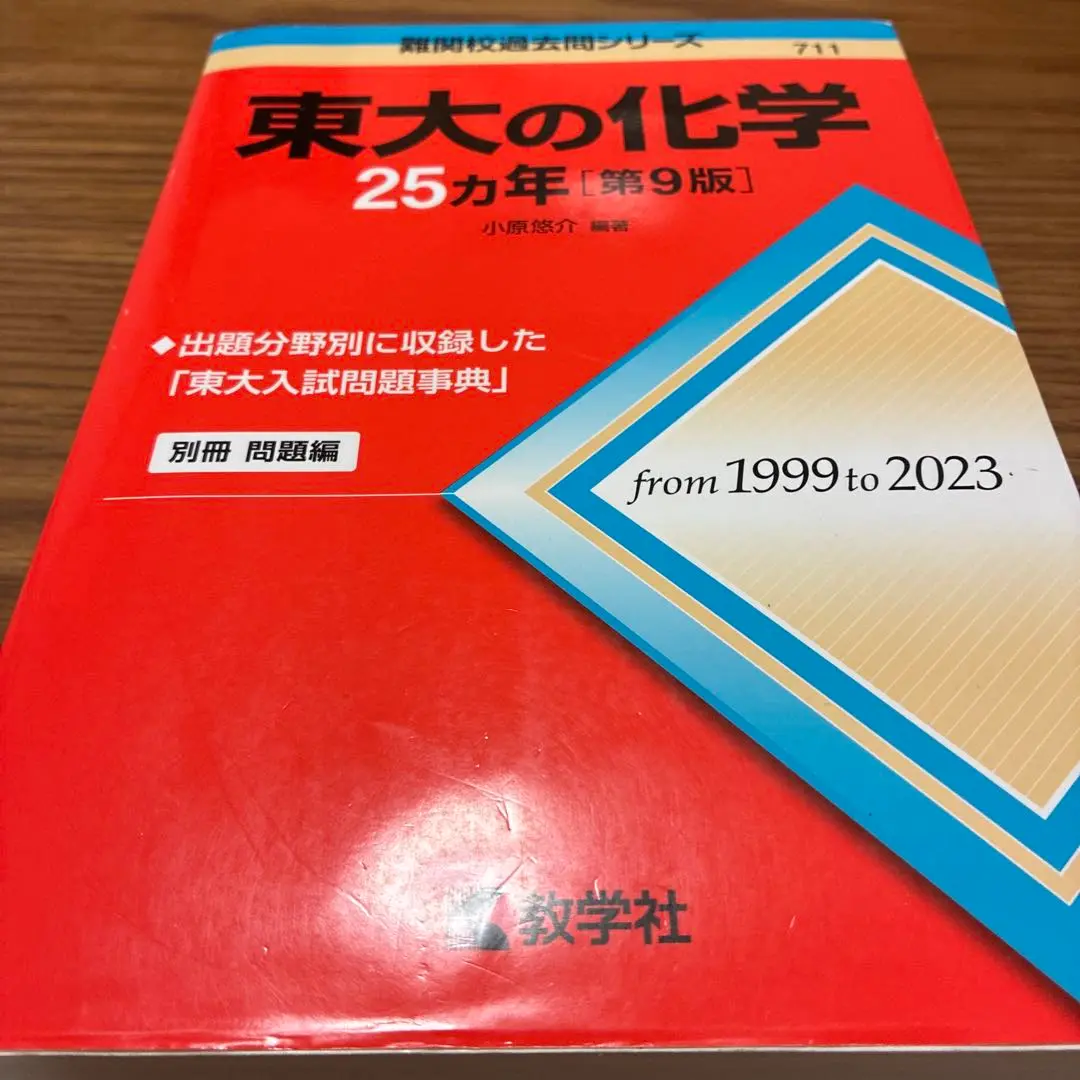 難関校過去問シリーズ
711
東大の化学
25カ年[第9版]
小原悠介 編著
◆出題分野別に収録した
「東大入試問題事典」
別冊 問題編
from 1999 to 2023
教学社